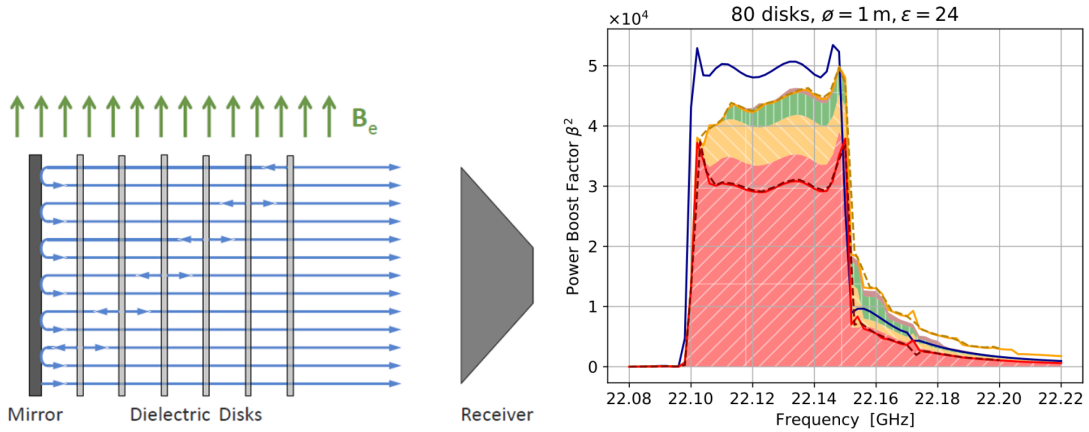 Bₑ
Mirror
Dielectric Disks
Receiver
80 disks, ø = 1 m, ε = 24
×10⁴
Power Boost Factor β²
5
4
3
2
1
0
22.08 22.10 22.12 22.14 22.16 22.18 22.20 22.22
Frequency [GHz]